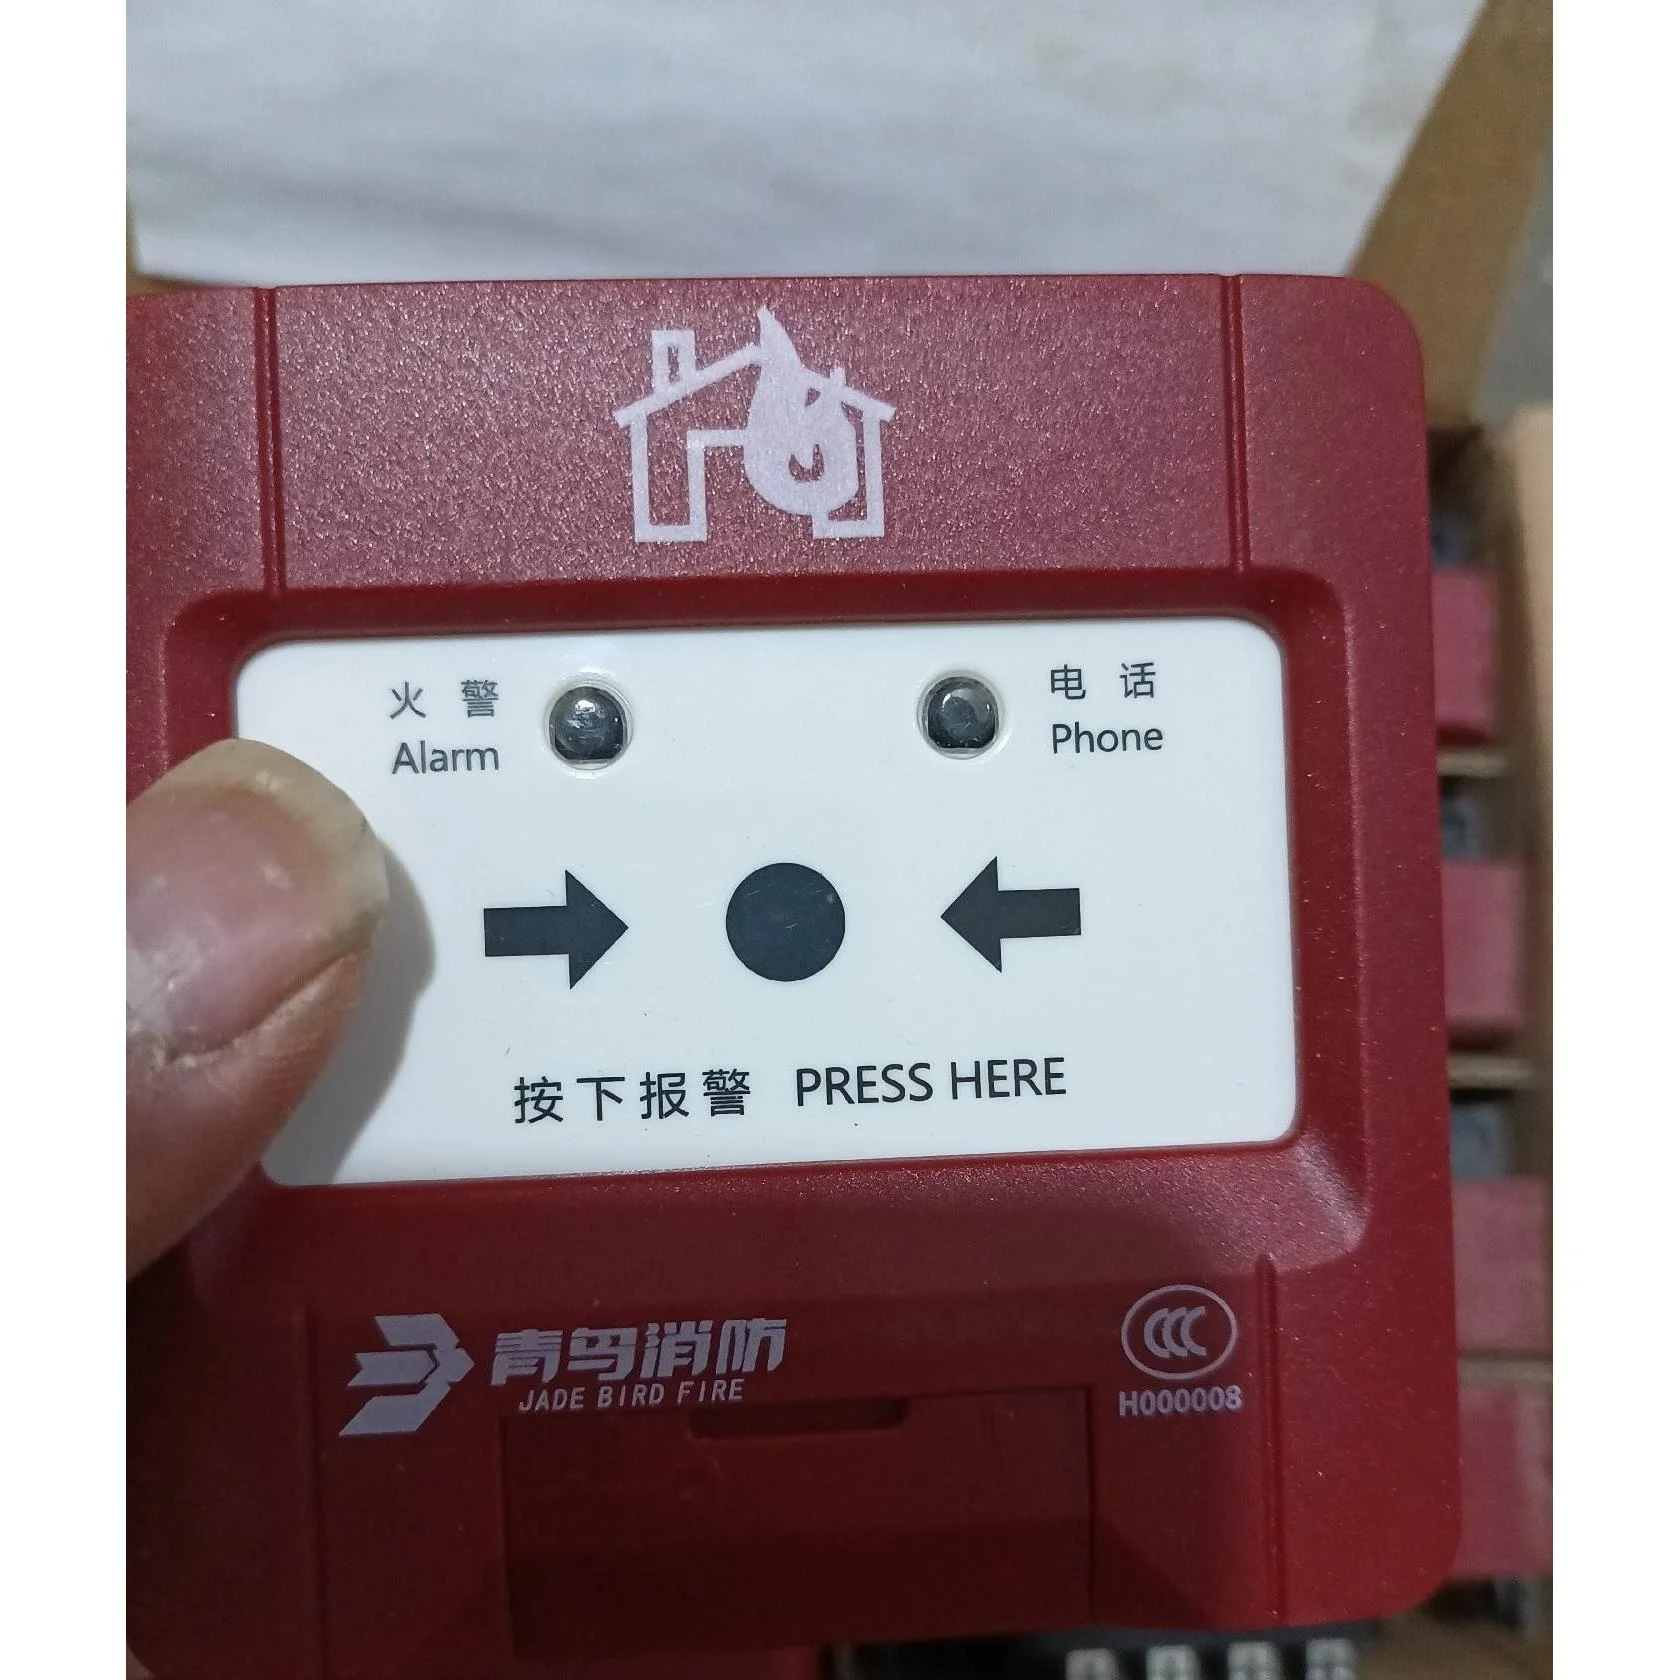 火警
Alarm
电话
Phone
按下报警 PRESS HERE
青鸟消防
JADE BIRD FIRE
CCC
H000008